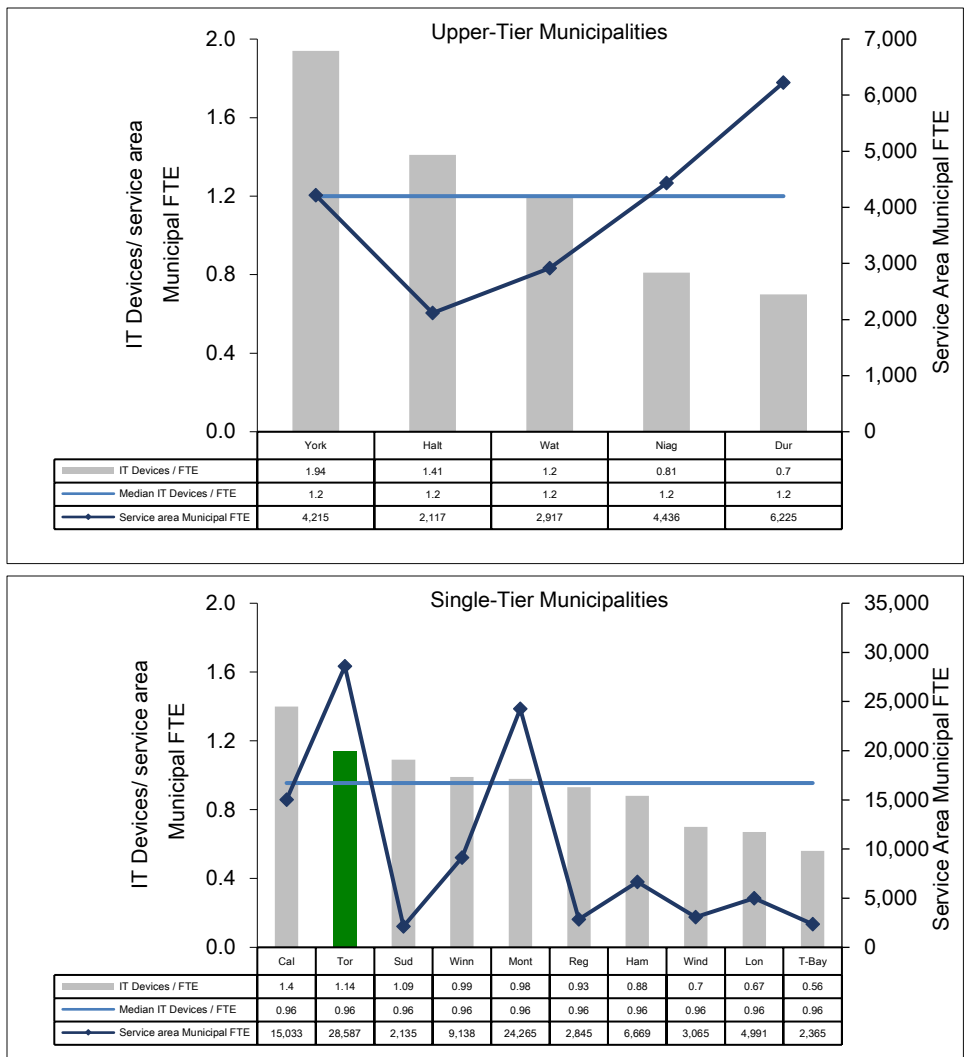 Upper-Tier Municipalities
2.0
1.6
1.2
0.8
0.4
0.0
IT Devices/ service area
Municipal FTE
7,000
6,000
5,000
4,000
3,000
2,000
1,000
0
Service Area Municipal FTE
York Halt Wat Niag Dur
IT Devices / FTE 1.94 1.41 1.2 0.81 0.7
Median IT Devices / FTE 1.2 1.2 1.2 1.2 1.2
Service area Municipal FTE 4,215 2,117 2,917 4,436 6,225
Single-Tier Municipalities
2.0
1.6
1.2
0.8
0.4
0.0
IT Devices/ service area
Municipal FTE
35,000
30,000
25,000
20,000
15,000
10,000
5,000
0
Service Area Municipal FTE
Cal Tor Sud Winn Mont Reg Ham Wind Lon T-Bay
IT Devices / FTE 1.4 1.14 1.09 0.99 0.98 0.93 0.88 0.7 0.67 0.56
Median IT Devices / FTE 0.96 0.96 0.96 0.96 0.96 0.96 0.96 0.96 0.96 0.96
Service area Municipal FTE 15,033 28,587 2,135 9,138 24,265 2,845 6,669 3,065 4,991 2,365